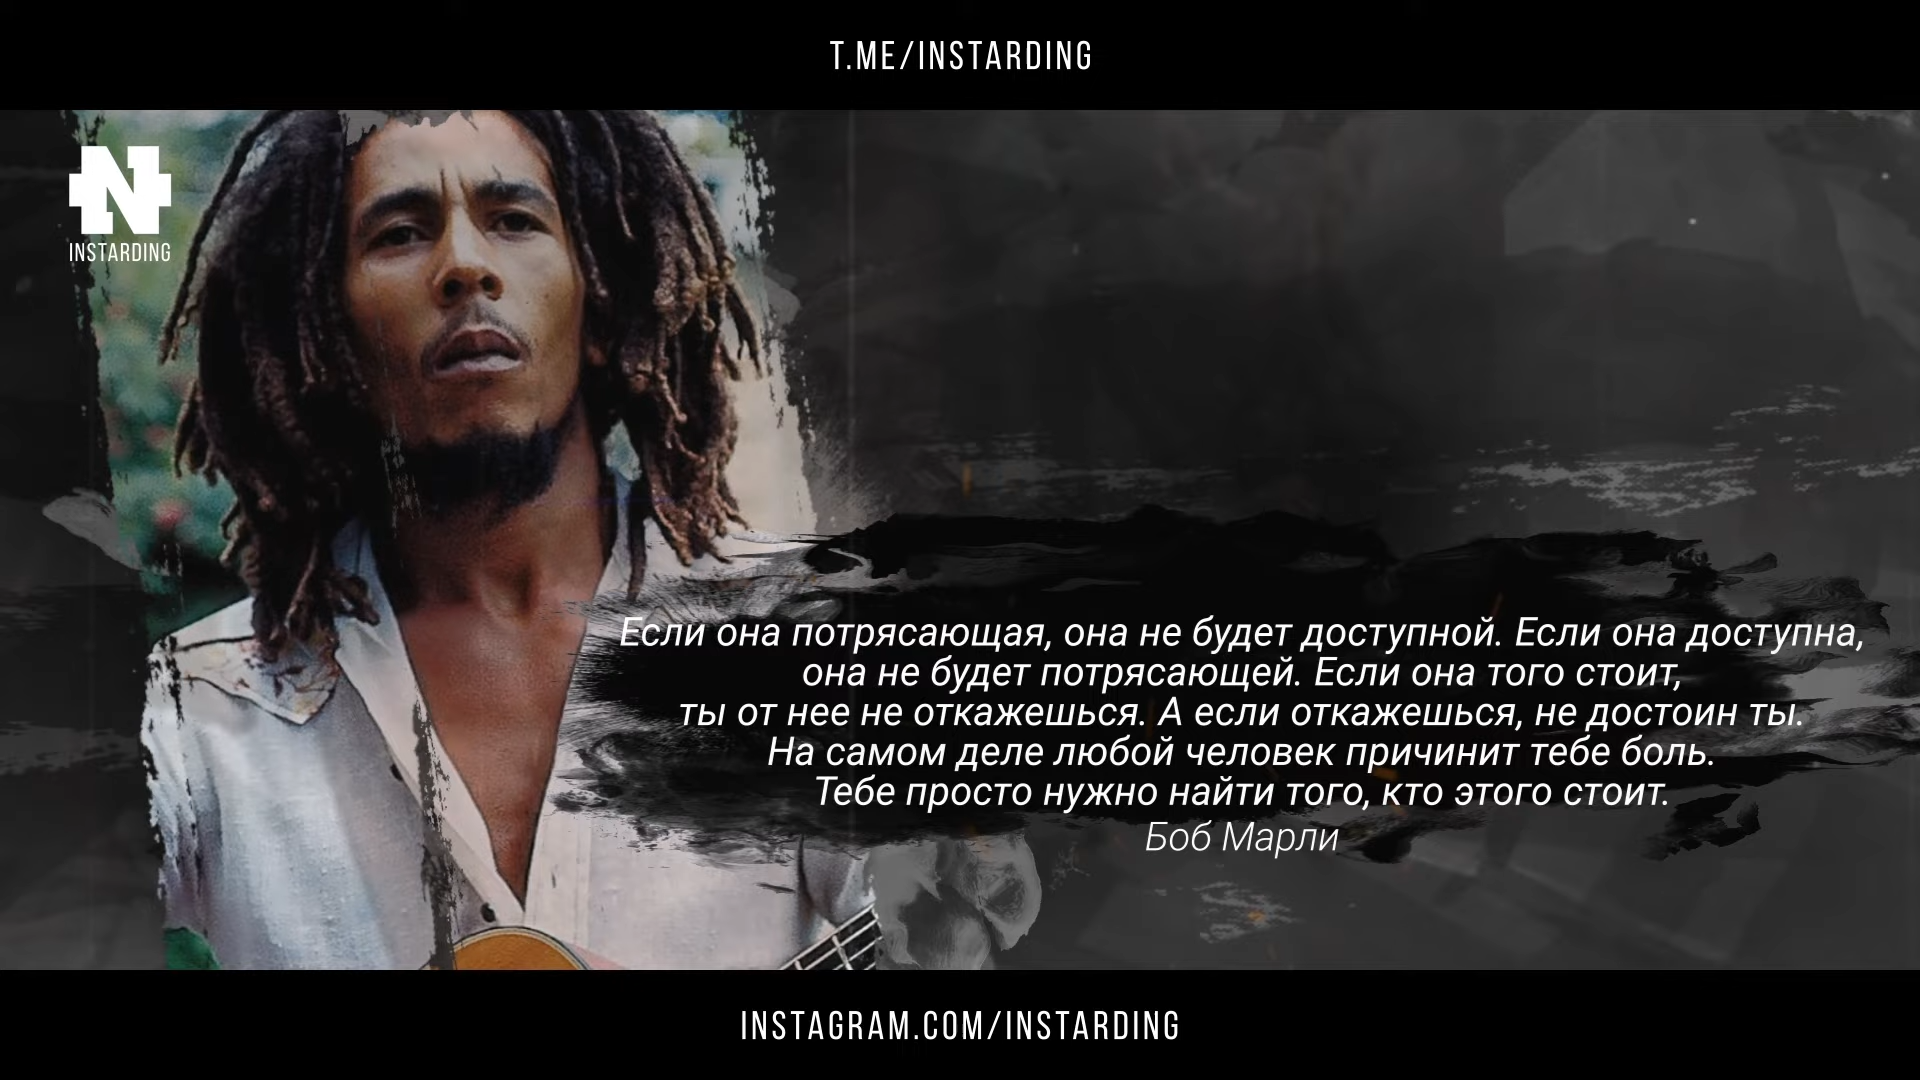 T.ME/INSTARDING
N
INSTARDING
Если она потрясающая, она не будет доступной. Если она доступна,
она не будет потрясающей. Если она того стоит,
ты от нее не откажешься. А если откажешься, не достоин ты.
На самом деле любой человек причинит тебе боль.
Тебе просто нужно найти того, кто этого стоит.
Боб Марли
INSTAGRAM.COM/INSTARDING